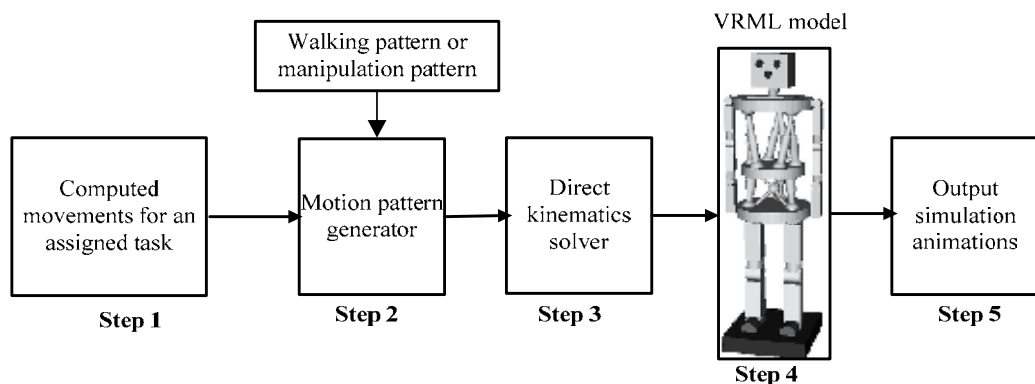 VRML model
Walking pattern or
manipulation pattern
Computed
movements for an
assigned task
Motion pattern
generator
Direct
kinematics
solver
Output
simulation
animations
Step 1
Step 2
Step 3
Step 4
Step 5